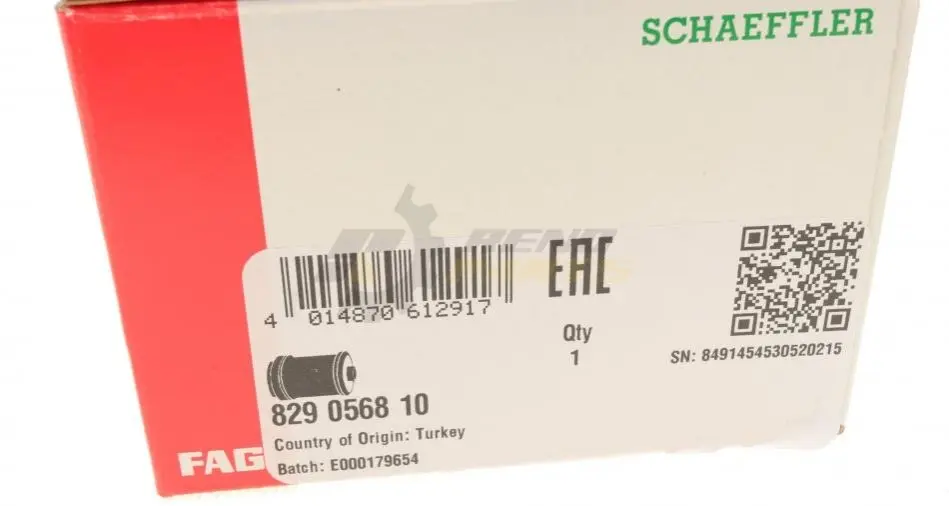 SCHAEFFLER
EAC
4 014870 612917
Qty
1
SN: 8491454530520215
829 0568 10
Country of Origin: Turkey
Batch: E000179654
FAG